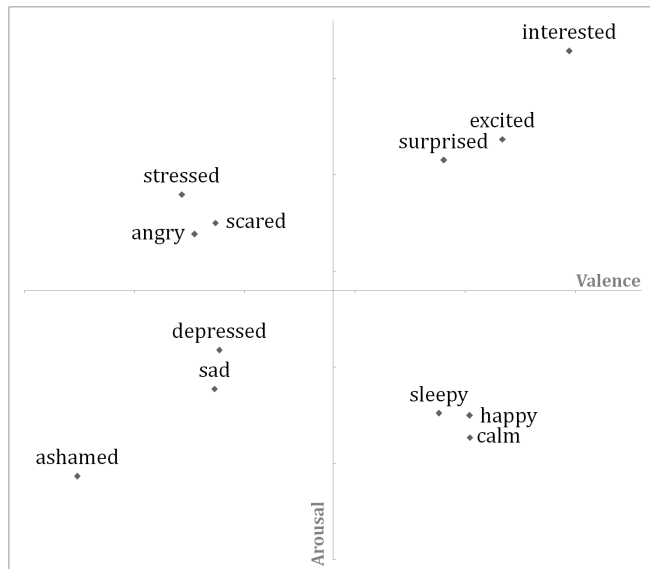 interested
excited
surprised
stressed
scared
angry
Valence
depressed
sad
sleepy
happy
calm
ashamed
Arousal